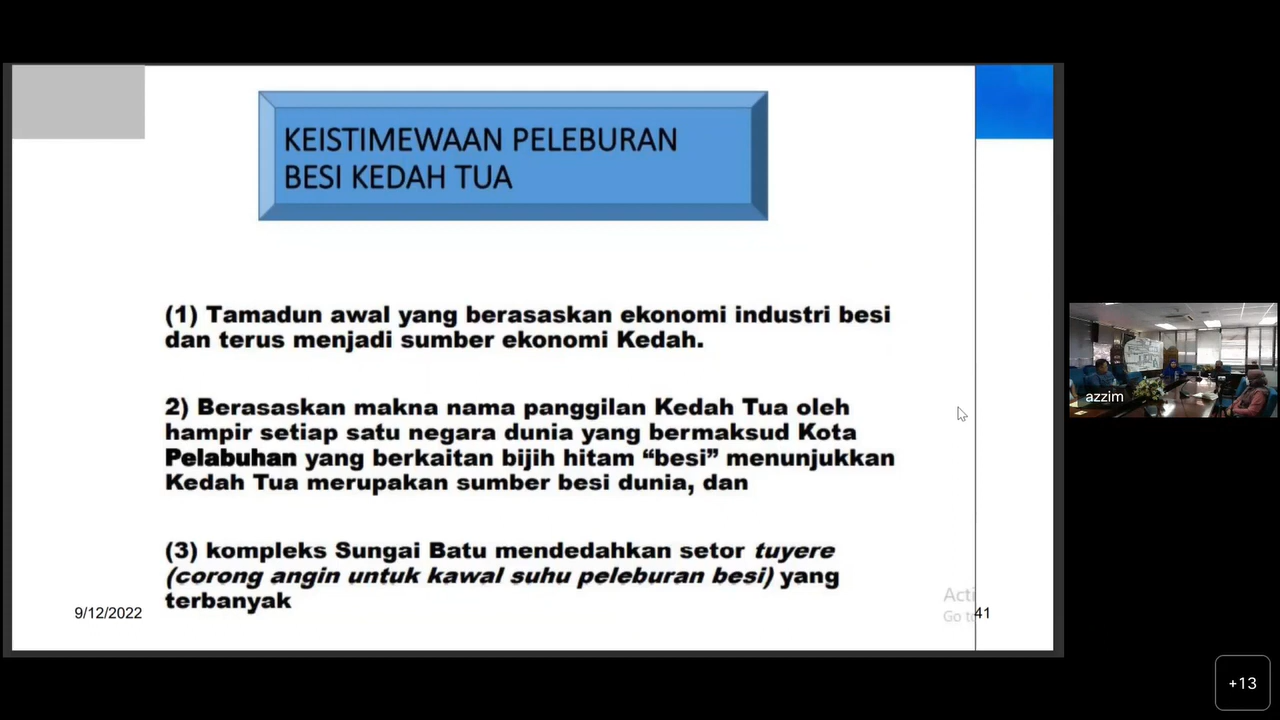 KEISTIMEWAAN PELEBURAN
BESI KEDAH TUA
(1) Tamadun awal yang berasaskan ekonomi industri besi
dan terus menjadi sumber ekonomi Kedah.
2) Berasaskan makna nama panggilan Kedah Tua oleh
hampir setiap satu negara dunia yang bermaksud Kota
Pelabuhan yang berkaitan bijih hitam “besi” menunjukkan
Kedah Tua merupakan sumber besi dunia, dan
(3) kompleks Sungai Batu mendedahkan setor tuyere
(corong angin untuk kawal suhu peleburan besi) yang
terbanyak
9/12/2022
Acti
Go t
41
azzim
+13